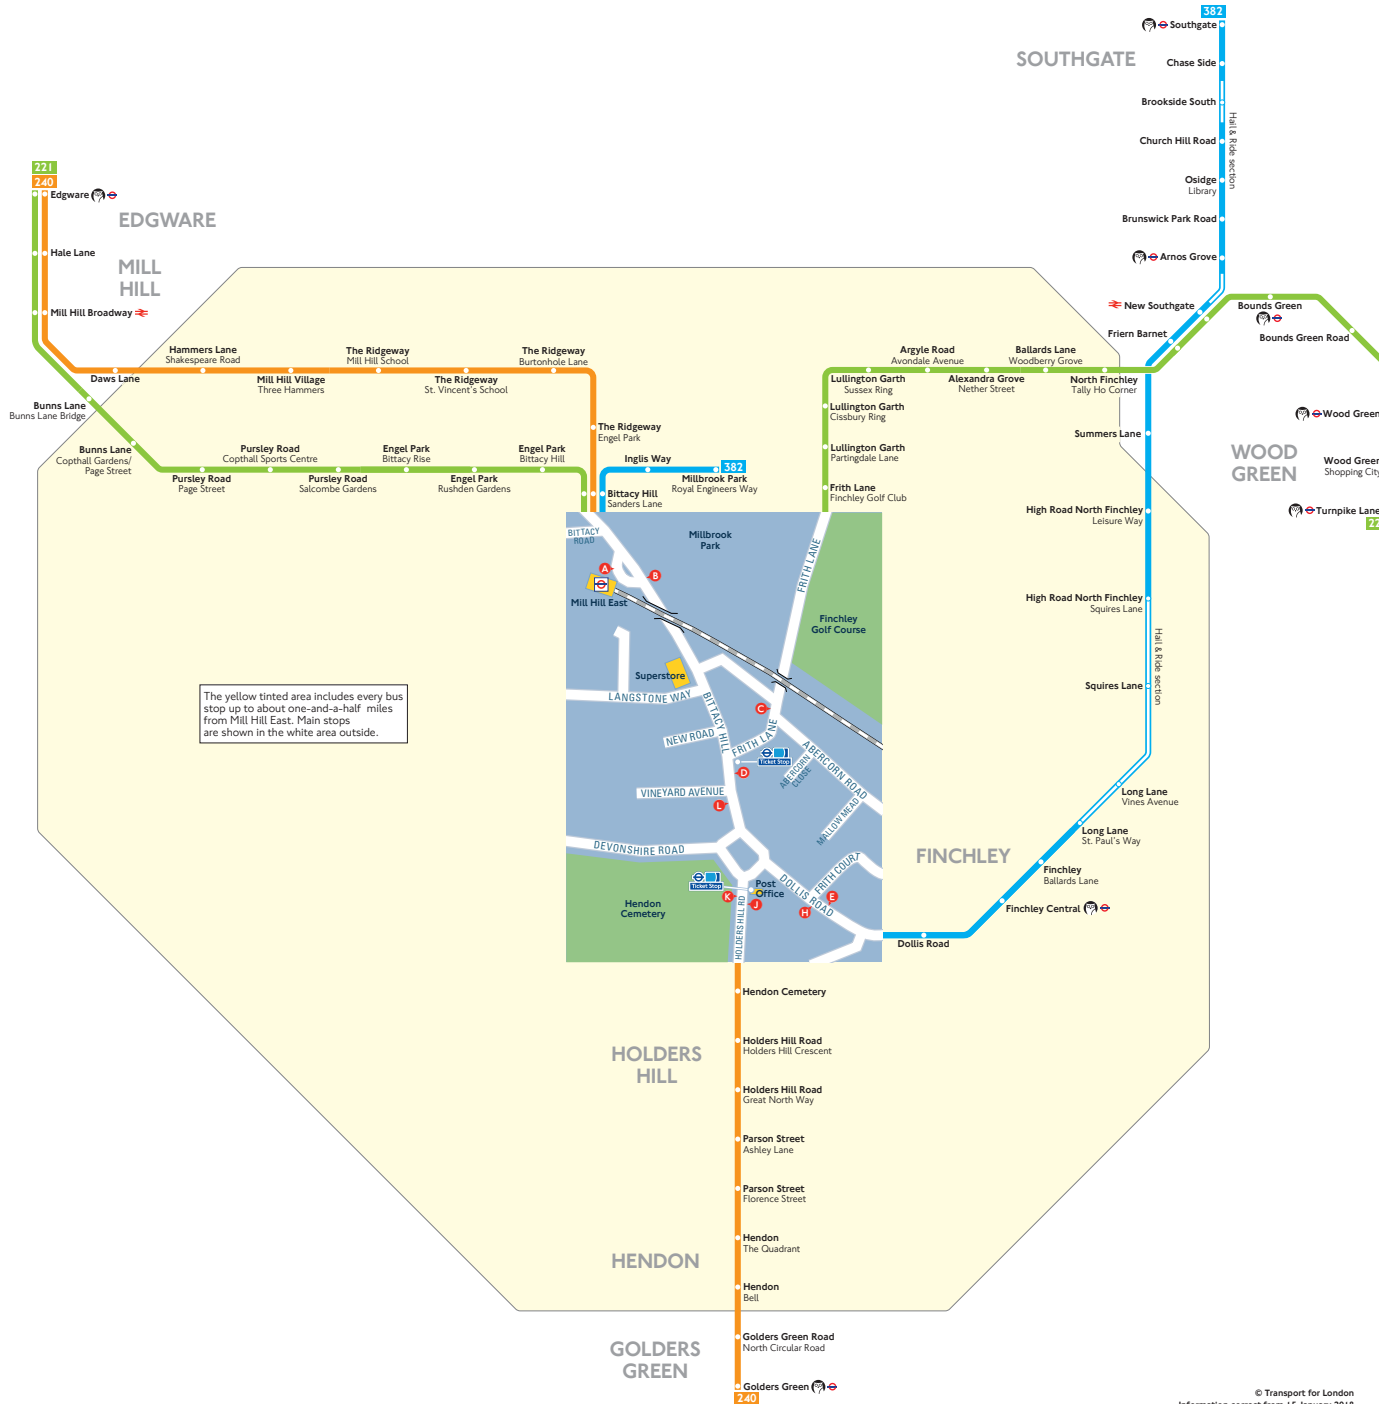 382
Southgate
SOUTHGATE
Chase Side
Brookside South
Hail & Ride section
Church Hill Road
Osidge
Library
Brunswick Park Road
Arnos Grove
New Southgate
Friern Barnet
Bounds Green
Bounds Green Road
221
240
Edgware
EDGWARE
Hale Lane
MILL
HILL
Mill Hill Broadway
Daws Lane
Hammers Lane
Shakespeare Road
Mill Hill Village
Three Hammers
The Ridgeway
Mill Hill School
The Ridgeway
St. Vincent's School
The Ridgeway
Burtonhole Lane
The Ridgeway
Engel Park
Bunns Lane
Bunns Lane Bridge
Bunns Lane
Copthall Gardens/
Page Street
Pursley Road
Page Street
Pursley Road
Copthall Sports Centre
Pursley Road
Salcombe Gardens
Engel Park
Bittacy Rise
Engel Park
Rushden Gardens
Engel Park
Bittacy Hill
Bittacy Hill
Sanders Lane
Inglis Way
382
Millbrook Park
Royal Engineers Way
Argyle Road
Avondale Avenue
Ballards Lane
Woodberry Grove
Lullington Garth
Sussex Ring
Alexandra Grove
Nether Street
North Finchley
Tally Ho Corner
Lullington Garth
Cissbury Ring
Lullington Garth
Partingdale Lane
Frith Lane
Finchley Golf Club
Summers Lane
Wood Green
WOOD
GREEN
Wood Green
Shopping City
Turnpike Lane
22
High Road North Finchley
Leisure Way
High Road North Finchley
Squires Lane
Hail & Ride section
Squires Lane
Long Lane
Vines Avenue
Long Lane
St. Paul's Way
FINCHLEY
Finchley
Ballards Lane
Finchley Central
Dollis Road
BITTACY
ROAD
Millbrook
Park
FRITH LANE
A
B
Mill Hill East
Finchley
Golf Course
Superstore
LANGSTONE WAY
BITTACY HILL
C
NEW ROAD
FRITH LANE
Ticket Stop
D
ABERCORN
CLOSE
ABERCORN ROAD
VINEYARD AVENUE
L
MALLOW MEAD
DEVONSHIRE ROAD
Ticket Stop
Post
Office
DOLLIS ROAD
FRITH COURT
K
J
H
E
Hendon
Cemetery
HOLDERS HILL RD
The yellow tinted area includes every bus
stop up to about one-and-a-half miles
from Mill Hill East. Main stops
are shown in the white area outside.
Hendon Cemetery
Holders Hill Road
Holders Hill Crescent
HOLDERS
HILL
Holders Hill Road
Great North Way
Parson Street
Ashley Lane
Parson Street
Florence Street
Hendon
The Quadrant
HENDON
Hendon
Bell
Golders Green Road
North Circular Road
GOLDERS
GREEN
Golders Green
240
© Transport for London
Information correct from 15 January 2018